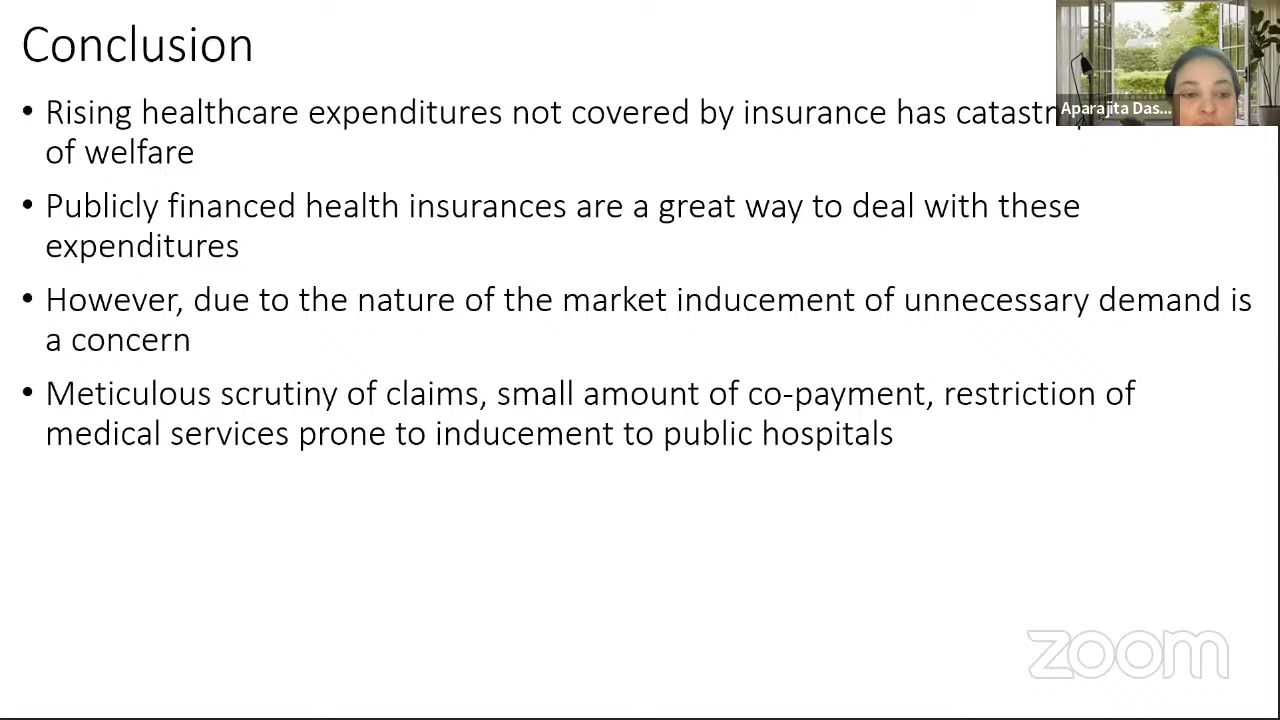 Conclusion
Aparajita Das...
• Rising healthcare expenditures not covered by insurance has
of welfare
• Publicly financed health insurances are a great way to deal with these
expenditures
• However, due to the nature of the market inducement of unnecessary demand is
a concern
• Meticulous scrutiny of claims, small amount of co-payment, restriction of
medical services prone to inducement to public hospitals
zoom